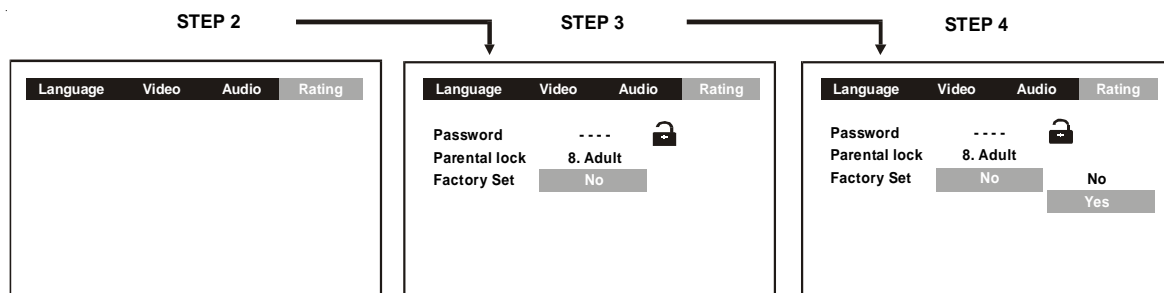 STEP 2
STEP 3
STEP 4
Language Video Audio Rating
Language Video Audio Rating
Password - - - -
Parental lock 8. Adult
Factory Set No
Language Video Audio Rating
Password - - - -
Parental lock 8. Adult
Factory Set No No
Yes